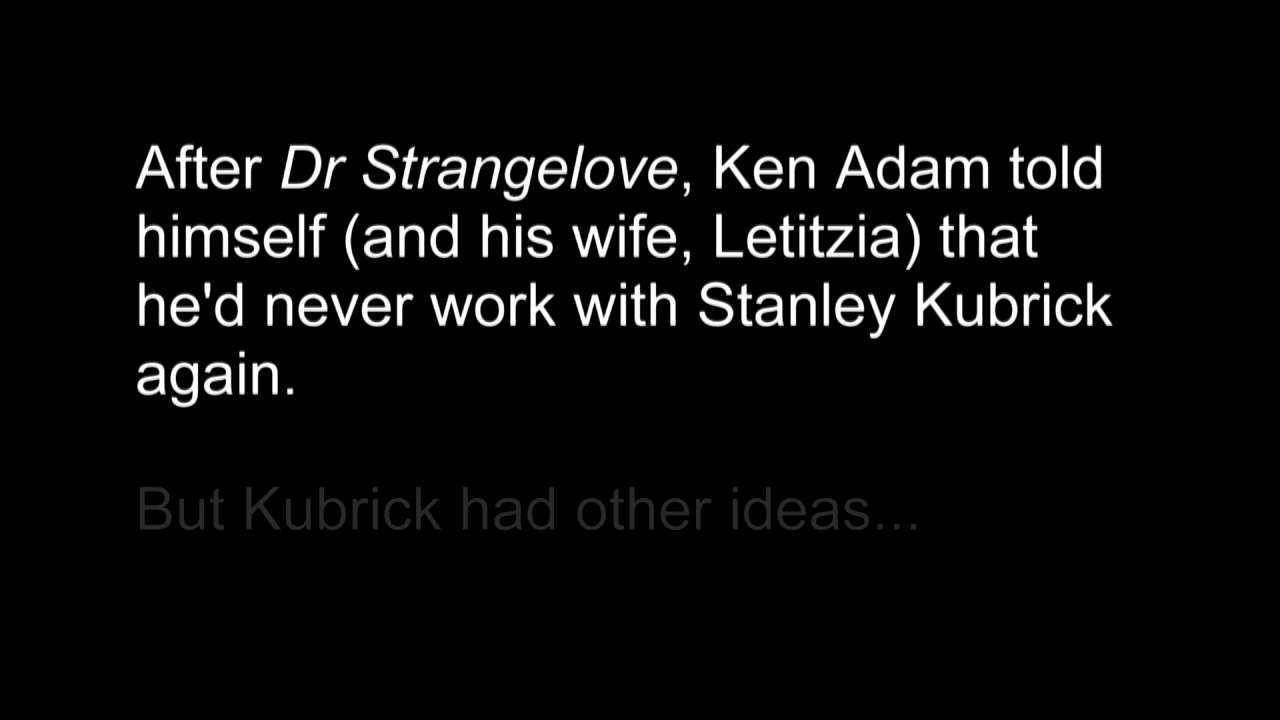 After Dr Strangelove, Ken Adam told
himself (and his wife, Letitzia) that
he'd never work with Stanley Kubrick
again.
But Kubrick had other ideas...